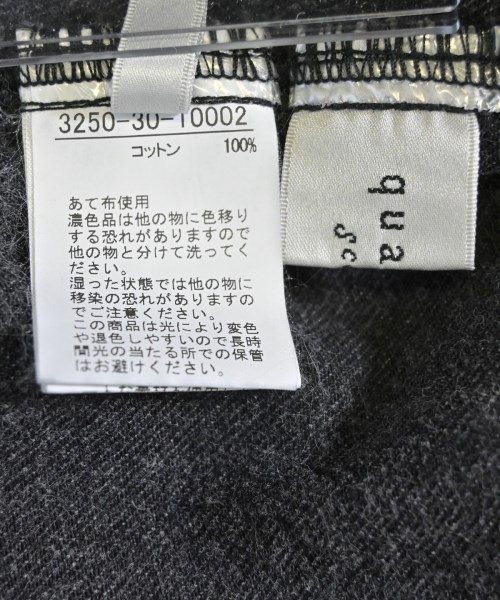 3250-30-10002
コットン 100%
あて布使用
濃色品は他の物に色移り
する恐れがありますので
他の物と分けて洗ってく
ださい。
湿った状態では他の物に
移染の恐れがありますの
でご注意ください。
この商品は光により変色
や退色しやすいので長時
間光の当たる所での保管
はお避けください。
qua